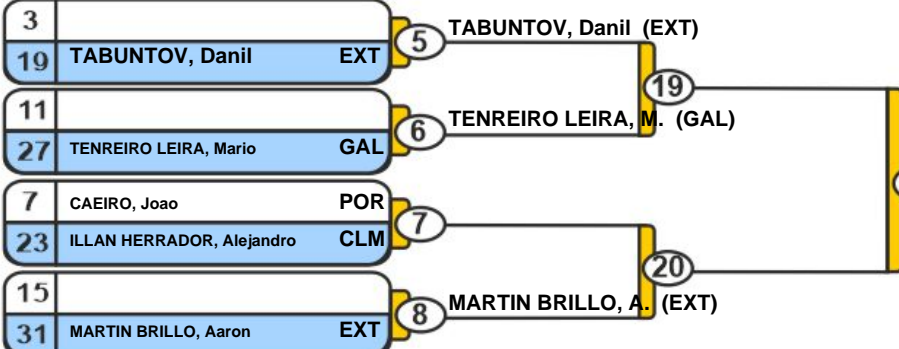 3
19 TABUNTOV, Danil EXT
5 TABUNTOV, Danil (EXT)
19
11
27 TENREIRO LEIRA, Mario GAL
6 TENREIRO LEIRA, M. (GAL)
7 CAEIRO, Joao POR
23 ILLAN HERRADOR, Alejandro CLM
7
20
15
31 MARTIN BRILLO, Aaron EXT
8 MARTIN BRILLO, A. (EXT)